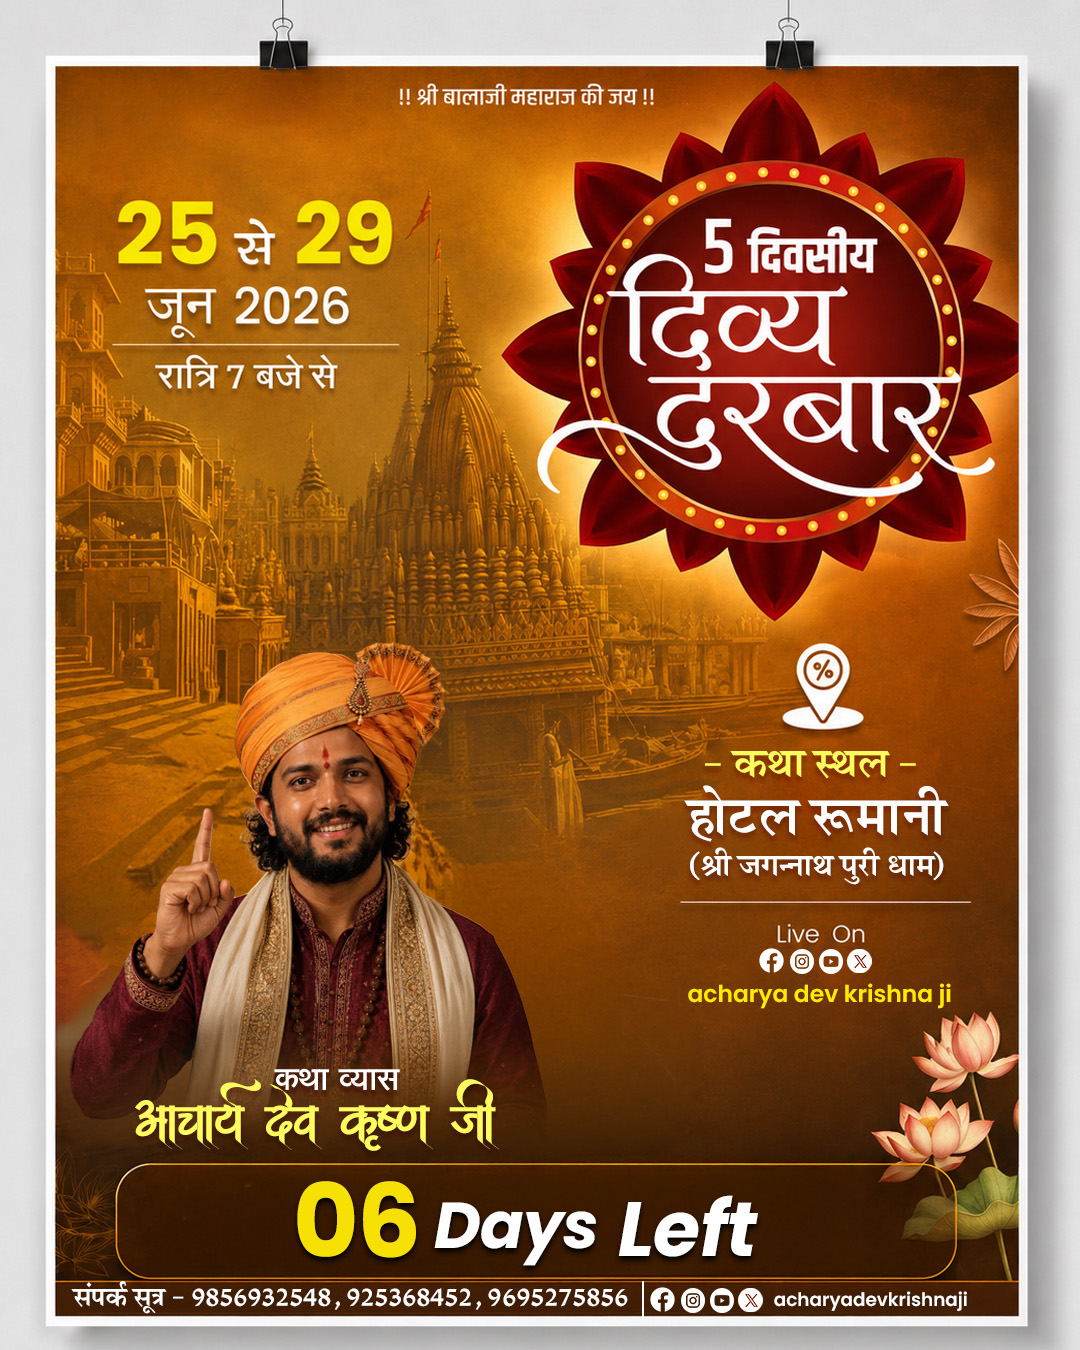 !! श्री बालाजी महाराज की जय !!
25 से 29
जून 2026
रात्रि 7 बजे से
5 दिवसीय
दिव्य
दरबार
- कथा स्थल -
होटल रूमानी
(श्री जगन्नाथ पुरी धाम)
Live On
acharya dev krishna ji
कथा व्यास
आचार्य देव कृष्ण जी
06 Days Left
संपर्क सूत्र - 9856932548, 925368452, 9695275856
acharyadevkrishnaji